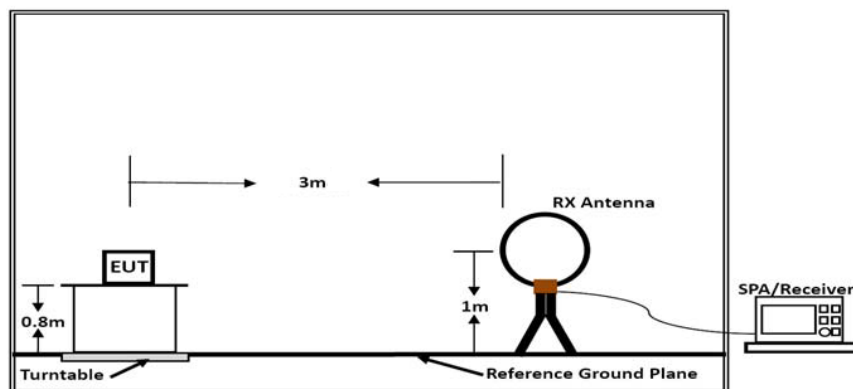 3m
RX Antenna
EUT
SPA/Receiver
0.8m
1m
Turntable
Reference Ground Plane